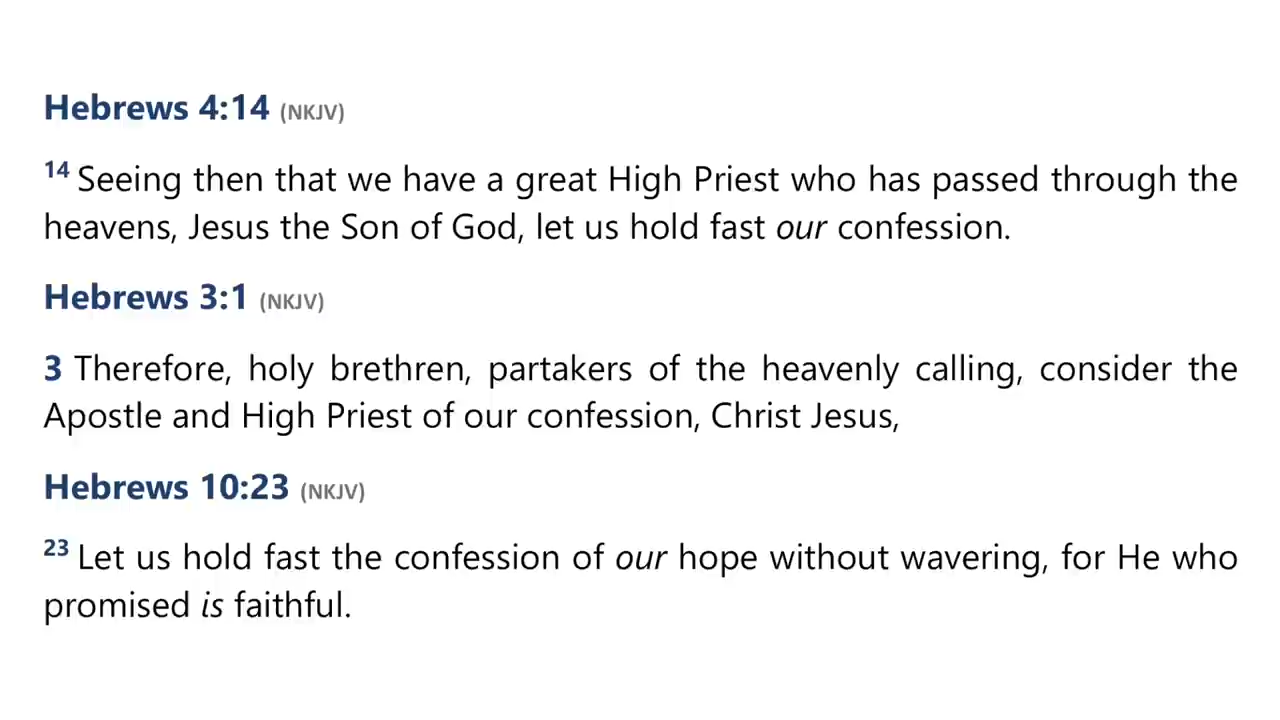 Hebrews 4:14 (NKJV)
14 Seeing then that we have a great High Priest who has passed through the
heavens, Jesus the Son of God, let us hold fast our confession.
Hebrews 3:1 (NKJV)
3 Therefore, holy brethren, partakers of the heavenly calling, consider the
Apostle and High Priest of our confession, Christ Jesus,
Hebrews 10:23 (NKJV)
23 Let us hold fast the confession of our hope without wavering, for He who
promised is faithful.